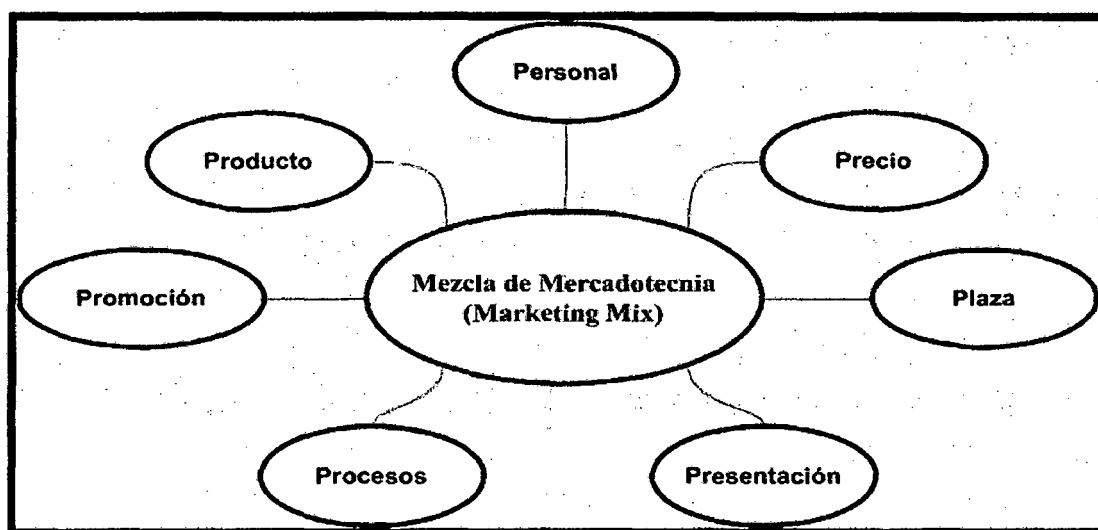 Personal
Producto
Precio
Mezcla de Mercadotecnia
(Marketing Mix)
Promoción
Plaza
Procesos
Presentación